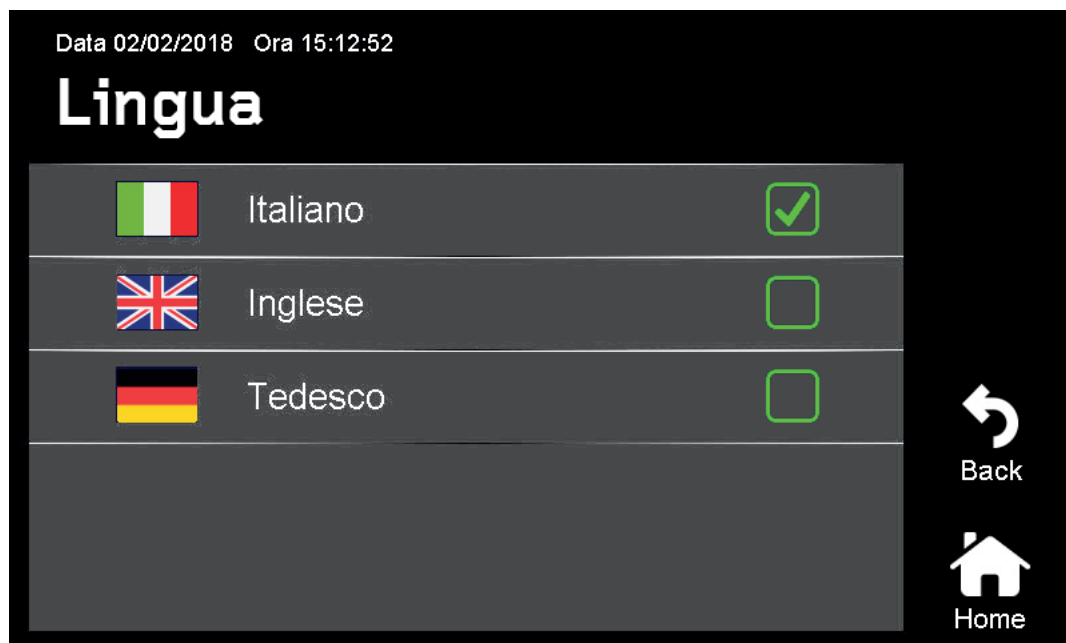 Data 02/02/2018 Ora 15:12:52
Lingua
Italiano
Inglese
Tedesco
Back
Home